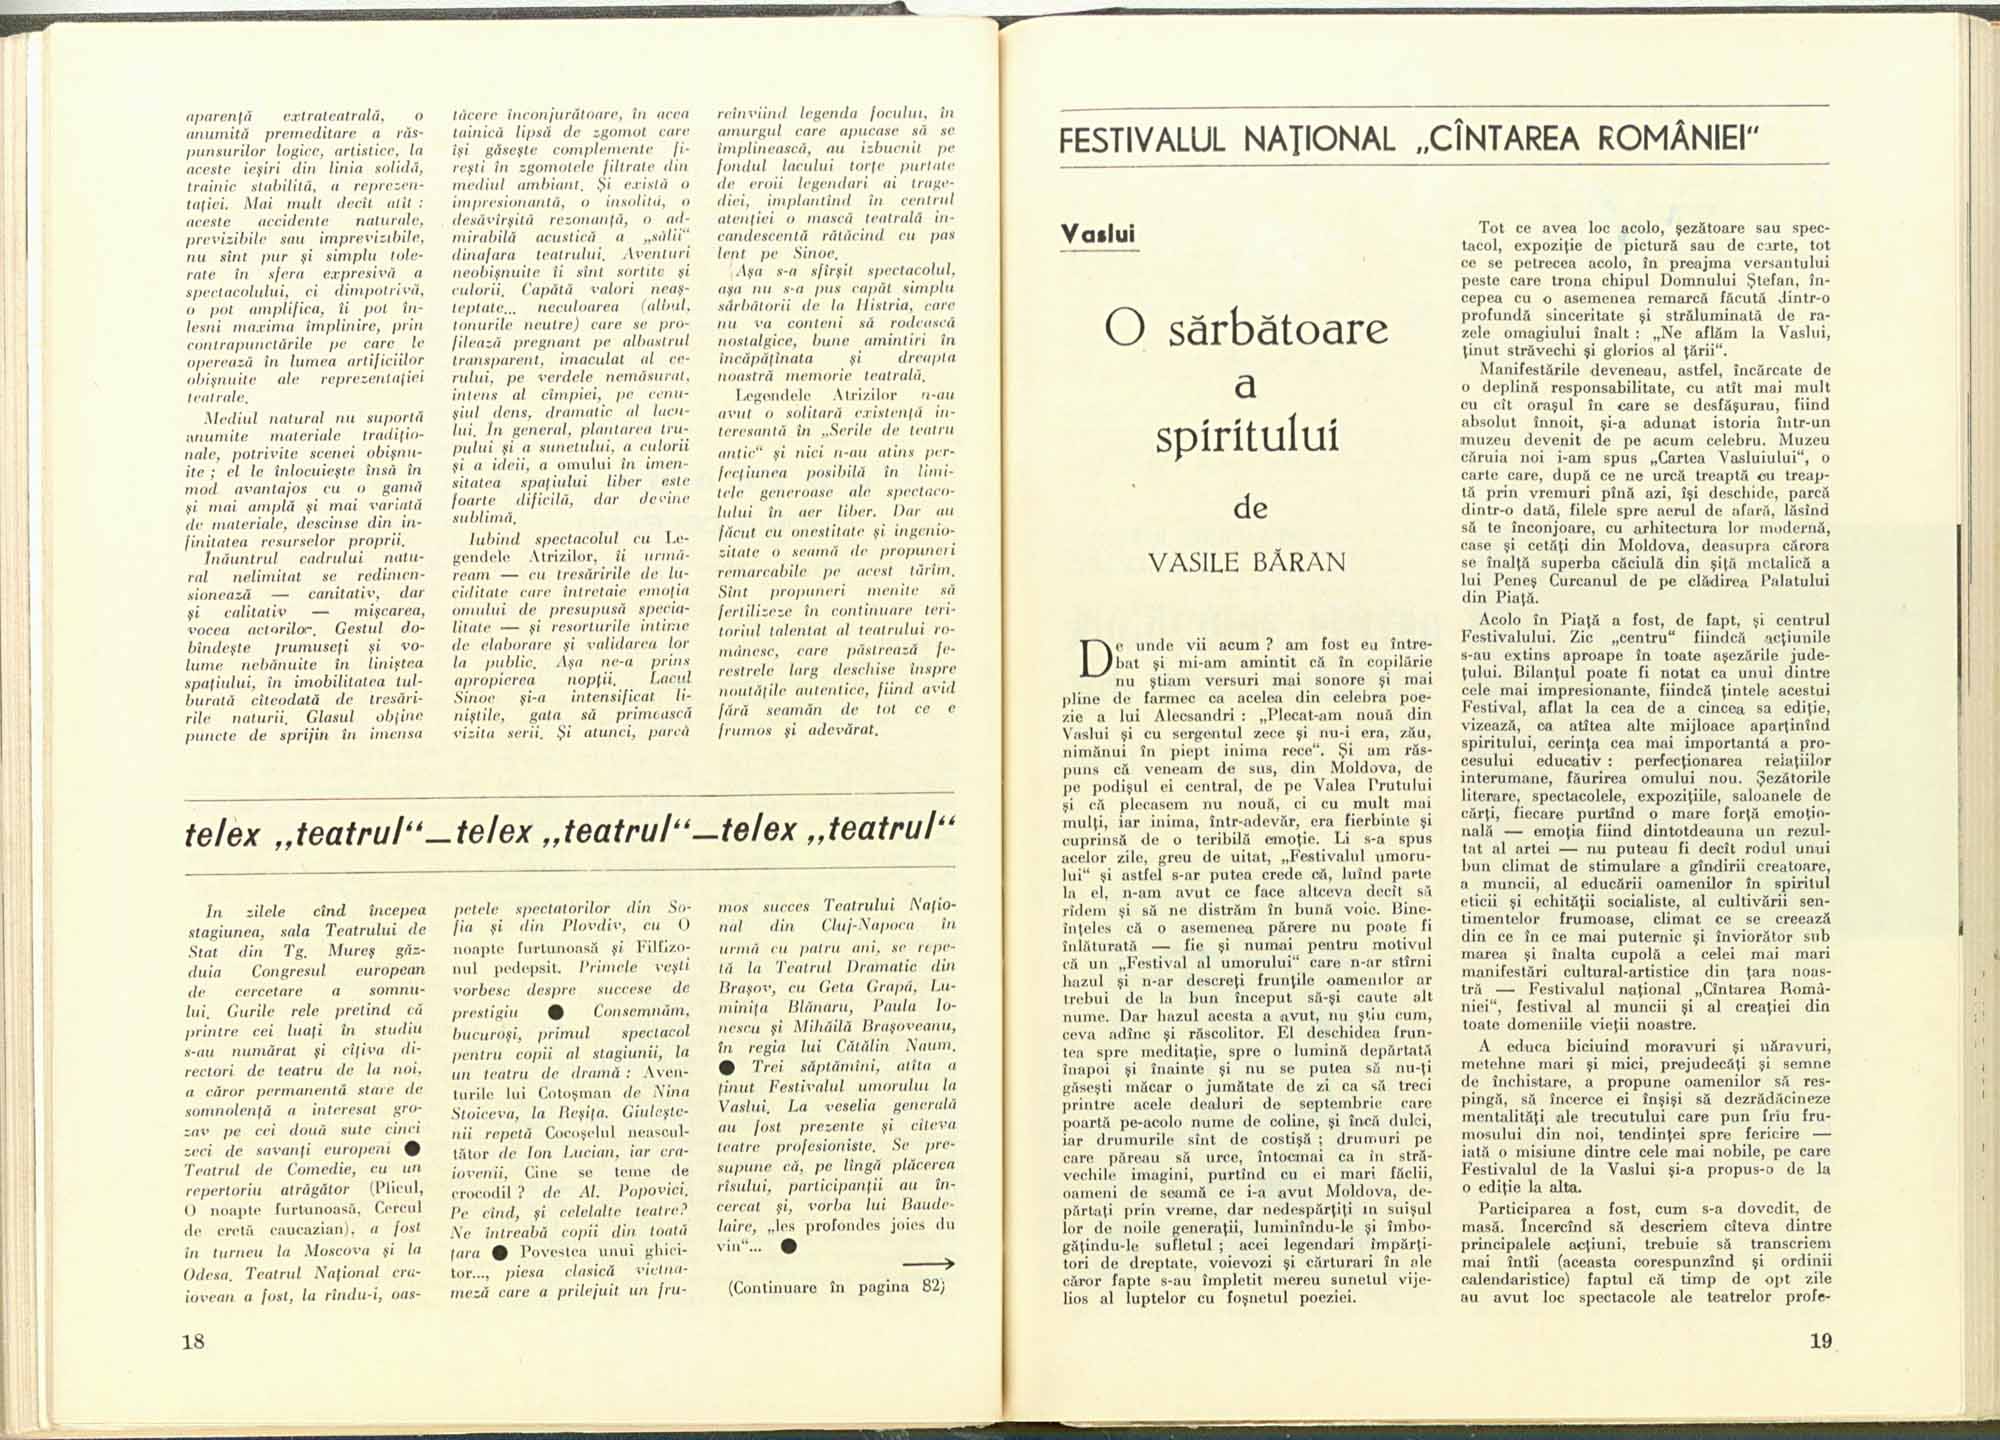 aparență extrateatrală, o
anumită premeditare a răs-
punsurilor logice, artistice, la
aceste ieșiri din linia solidă,
trainic stabilită, a reprezen-
tației. Mai mult decît atît :
aceste accidente naturale,
previzibile sau imprevizibile,
nu sînt pur și simplu tole-
rate în sfera expresivă a
spectacolului, ci dimpotrivă,
o pot amplifica, îi pot în-
lesni maxima împlinire, prin
contrapunctările pe care le
operează în lumea artificiilor
obișnuite ale reprezentației
teatrale.
Mediul natural nu suportă
anumite materiale tradițio-
nale, potrivite scenei obișnu-
ite ; el le înlocuiește însă în
mod avantajos cu o gamă
și mai amplă și mai variată
de materiale, descinse din in-
finitatea resurselor proprii.
Înăuntrul cadrului natu-
ral nelimitat se redimen-
sionează — canitativ, dar
și calitativ — mișcarea,
vocea actorilor. Gestul do-
bîndește frumuseți și vo-
lume nebănuite în liniștea
spațiului, în imobilitatea tul-
burată cîteodată de tresări-
rile naturii. Glasul obține
puncte de sprijin în imensa
tăcere înconjurătoare, în acea
tainică lipsă de zgomot care
își găsește complemente fi-
rești în zgomotele filtrate din
mediul ambiant. Și există o
impresionantă, o insolită, o
desăvîrșită rezonanță, o ad-
mirabilă acustică a „sălii“
dinafara teatrului. Aventuri
neobișnuite îi sînt sortite și
culorii. Capătă valori neaș-
teptate... neculoarea (albul,
tonurile neutre) care se pro-
filează pregnant pe albastrul
transparent, imaculat al ce-
rului, pe verdele nemăsurat,
intens al cîmpiei, pe cenu-
șiul dens, dramatic al lacu-
lui. În general, plantarea tru-
pului și a sunetului, a culorii
și a ideii, a omului în imen-
sitatea spațiului liber este
foarte dificilă, dar devine
sublimă.
Iubind spectacolul cu Le-
gendele Atrizilor, îi urmă-
ream — cu tresăririle de lu-
ciditate care întretaie emoția
omului de presupusă specia-
litate — și resorturile intime
de elaborare și validarea lor
la public. Așa ne-a prins
apropierea nopții. Lacul
Sinoe și-a intensificat li-
niștile, gata să primească
vizita serii. Și atunci, parcă
reînviind legenda focului, în
amurgul care apucase să se
împlinească, au izbucnit pe
fondul lacului torțe purtate
de eroii legendari ai trage-
diei, implantînd în centrul
atenției o mască teatrală in-
candescentă rătăcind cu pas
lent pe Sinoe.
Așa s-a sfîrșit spectacolul,
așa nu s-a pus capăt simplu
sărbătorii de la Histria, care
nu va conteni să rodească
nostalgice, bune amintiri în
încăpățînata și dreapta
noastră memorie teatrală.
Legendele Atrizilor n-au
avut o solitară existență in-
teresantă în „Serile de teatru
antic“ și nici n-au atins per-
fecțiunea posibilă în limi-
tele generoase ale spectaco-
lului în aer liber. Dar au
făcut cu onestitate și ingenio-
zitate o seamă de propuneri
remarcabile pe acest tărîm.
Sînt propuneri menite să
fertilizeze în continuare teri-
toriul talentat al teatrului ro-
mânesc, care păstrează fe-
restrele larg deschise înspre
noutățile autentice, fiind avid
fără seamăn de tot ce e
frumos și adevărat.
telex „teatrul“—telex „teatrul“—telex „teatrul“
În zilele cînd începea
stagiunea, sala Teatrului de
Stat din Tg. Mureș găz-
duia Congresul european
de cercetare a somnu-
lui. Gurile rele pretind că
printre cei luați în studiu
s-au numărat și cîțiva di-
rectori de teatru de la noi,
a căror permanentă stare de
somnolență a interesat gro-
zav pe cei două sute cinci
zeci de savanți europeni ●
Teatrul de Comedie, cu un
repertoriu atrăgător (Plicul,
O noapte furtunoasă, Cercul
de cretă caucazian), a fost
în turneu la Moscova și la
Odesa. Teatrul Național cra-
iovean a fost, la rîndu-i, oas-
petele spectatorilor din So-
fia și din Plovdiv, cu O
noapte furtunoasă și Filfizo-
nul pedepsit. Primele vești
vorbesc despre succese de
prestigiu ● Consemnăm,
bucuroși, primul spectacol
pentru copii al stagiunii, la
un teatru de dramă : Aven-
turile lui Cotoșman de Nina
Stoiceva, la Reșița. Giulește-
nii repetă Cocoșelul neascul-
tător de Ion Lucian, iar cra-
iovenii, Cine se teme de
crocodil ? de Al. Popovici.
Pe cînd, și celelalte teatre?
Ne întreabă copii din toată
țara ● Povestea unui ghici-
tor..., piesa clasică vietna-
meză care a prilejuit un fru-
mos succes Teatrului Națio-
nal din Cluj-Napoca în
urmă cu patru ani, se repe-
tă la Teatrul Dramatic din
Brașov, cu Geta Grapă, Lu-
minița Blănaru, Paula Io-
nescu și Mihăilă Brașoveanu,
în regia lui Cătălin Naum.
● Trei săptămîni, atîta a
ținut Festivalul umorului la
Vaslui. La veselia generală
au fost prezente și cîteva
teatre profesioniste. Se pre-
supune că, pe lîngă plăcerea
rîsului, participanții au în-
cercat și, vorba lui Baude-
laire, „les profondes joies du
vin“... ●
(Continuare în pagina 82)
18
FESTIVALUL NAȚIONAL „CÎNTAREA ROMÂNIEI“
Vaslui
O sărbătoare
a
spiritului
de
VASILE BĂRAN
De unde vii acum ? am fost eu între-
bat și mi-am amintit că în copilărie
nu știam versuri mai sonore și mai
pline de farmec ca acelea din celebra poe-
zie a lui Alecsandri : „Plecat-am nouă din
Vaslui și cu sergentul zece și nu-i era, zău,
nimănui în piept inima rece“. Și am răs-
puns că veneam de sus, din Moldova, de
pe podișul ei central, de pe Valea Prutului
și că plecasem nu nouă, ci cu mult mai
mulți, iar inima, într-adevăr, era fierbinte și
cuprinsă de o teribilă emoție. Li s-a spus
acelor zile, greu de uitat, „Festivalul umoru-
lui“ și astfel s-ar putea crede că, luînd parte
la el, n-am avut ce face altceva decît să
rîdem și să ne distrăm în bună voie. Bine-
înțeles că o asemenea părere nu poate fi
înlăturată — fie și numai pentru motivul
că un „Festival al umorului“ care n-ar stîrni
hazul și n-ar descreți frunțile oamenilor ar
trebui de la bun început să-și caute alt
nume. Dar hazul acesta a avut, nu știu cum,
ceva adînc și răscolitor. El deschidea frun-
tea spre meditație, spre o lumină depărtată
înapoi și înainte și nu se putea să nu-ți
găsești măcar o jumătate de zi ca să treci
printre acele dealuri de septembrie care
poartă pe-acolo nume de coline, și încă dulci,
iar drumurile sînt de costișă ; drumuri pe
care păreau să urce, întocmai ca în stră-
vechile imagini, purtînd cu ei mari făclii,
oameni de seamă ce i-a avut Moldova, de-
părtați prin vreme, dar nedespărțiți în suișul
lor de noile generații, luminîndu-le și îmbo-
gățindu-le sufletul ; acei legendari împărți-
tori de dreptate, voievozi și cărturari în ale
căror fapte s-au împletit mereu sunetul vije-
lios al luptelor cu foșnetul poeziei.
Tot ce avea loc acolo, șezătoare sau spec-
tacol, expoziție de pictură sau de carte, tot
ce se petrecea acolo, în preajma versantului
peste care trona chipul Domnului Ștefan, în-
cepea cu o asemenea remarcă făcută dintr-o
profundă sinceritate și străluminată de ra-
zele omagiului înalt : „Ne aflăm la Vaslui,
ținut străvechi și glorios al țării“.
Manifestările deveneau, astfel, încărcate de
o deplină responsabilitate, cu atît mai mult
cu cît orașul în care se desfășurau, fiind
absolut înnoit, și-a adunat istoria într-un
muzeu devenit de pe acum celebru. Muzeu
căruia noi i-am spus „Cartea Vasluiului“, o
carte care, după ce ne urcă treaptă cu treap-
tă prin vremuri pînă azi, își deschide, parcă
dintr-o dată, filele spre aerul de afară, lăsînd
să te înconjoare, cu arhitectura lor modernă,
case și cetăți din Moldova, deasupra cărora
se înalță superba căciulă din șiță metalică a
lui Peneș Curcanul de pe clădirea Palatului
din Piață.
Acolo în Piață a fost, de fapt, și centrul
Festivalului. Zic „centru“ fiindcă acțiunile
s-au extins aproape în toate așezările jude-
țului. Bilanțul poate fi notat ca unul dintre
cele mai impresionante, fiindcă țintele acestui
Festival, aflat la cea de a cincea sa ediție,
vizează, ca atîtea alte mijloace aparținînd
spiritului, cerința cea mai importantă a pro-
cesului educativ : perfecționarea relațiilor
interumane, făurirea omului nou. Șezătorile
literare, spectacolele, expozițiile, saloanele de
cărți, fiecare purtînd o mare forță emoțio-
nală — emoția fiind dintotdeauna un rezul-
tat al artei — nu puteau fi decît rodul unui
bun climat de stimulare a gîndirii creatoare,
a muncii, al educării oamenilor în spiritul
eticii și echității socialiste, al cultivării sen-
timentelor frumoase, climat ce se creează
din ce în ce mai puternic și înviorător sub
marea și înalta cupolă a celei mai mari
manifestări cultural-artistice din țara noas-
tră — Festivalul național „Cîntarea Româ-
niei“, festival al muncii și al creației din
toate domeniile vieții noastre.
A educa biciuind moravuri și năravuri,
metehne mari și mici, prejudecăți și semne
de închistare, a propune oamenilor să res-
pingă, să încerce ei înșiși să dezrădăcineze
mentalități ale trecutului care pun frîu fru-
mosului din noi, tendinței spre fericire —
iată o misiune dintre cele mai nobile, pe care
Festivalul de la Vaslui și-a propus-o de la
o ediție la alta.
Participarea a fost, cum s-a dovedit, de
masă. Încercînd să descriem cîteva dintre
principalele acțiuni, trebuie să transcriem
mai întîi (aceasta corespunzînd și ordinii
calendaristice) faptul că timp de opt zile
au avut loc spectacole ale teatrelor profe-
19